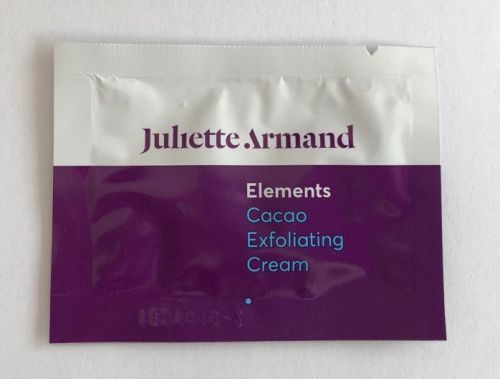 Juliette Armand
Elements
Cacao
Exfoliating
Cream